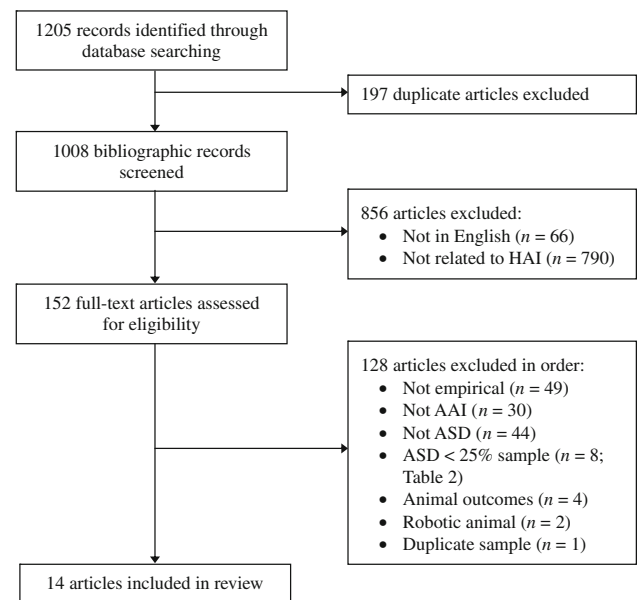 1205 records identified through
database searching
197 duplicate articles excluded
1008 bibliographic records
screened
856 articles excluded:
• Not in English (n = 66)
• Not related to HAI (n = 790)
152 full-text articles assessed
for eligibility
128 articles excluded in order:
• Not empirical (n = 49)
• Not AAI (n = 30)
• Not ASD (n = 44)
• ASD < 25% sample (n = 8;
Table 2)
• Animal outcomes (n = 4)
• Robotic animal (n = 2)
• Duplicate sample (n = 1)
14 articles included in review